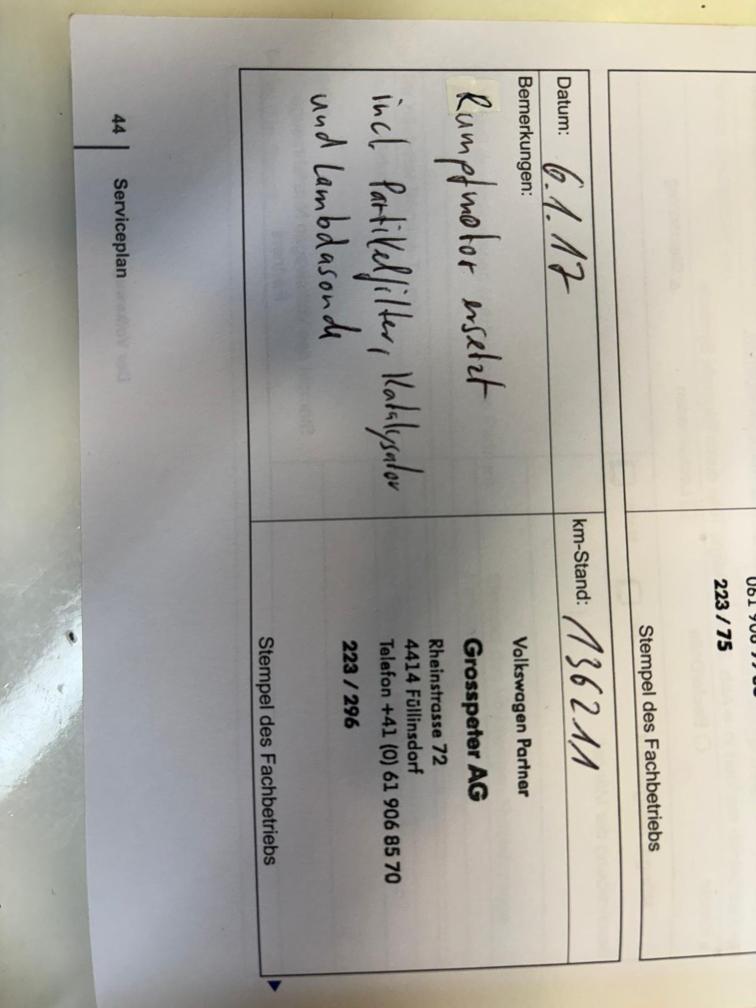 223 / 75
Stempel des Fachbetriebs
Datum: 6.1.17
km-Stand: 136211
Bemerkungen:
Rumpfmotor ersetzt
incl. Partikelfilter, Katalysator
und Lambdasonde
Volkswagen Partner
Grosspeter AG
Rheinstrasse 72
4414 Füllinsdorf
Telefon +41 (0) 61 906 85 70
223 / 296
Stempel des Fachbetriebs
44 Serviceplan